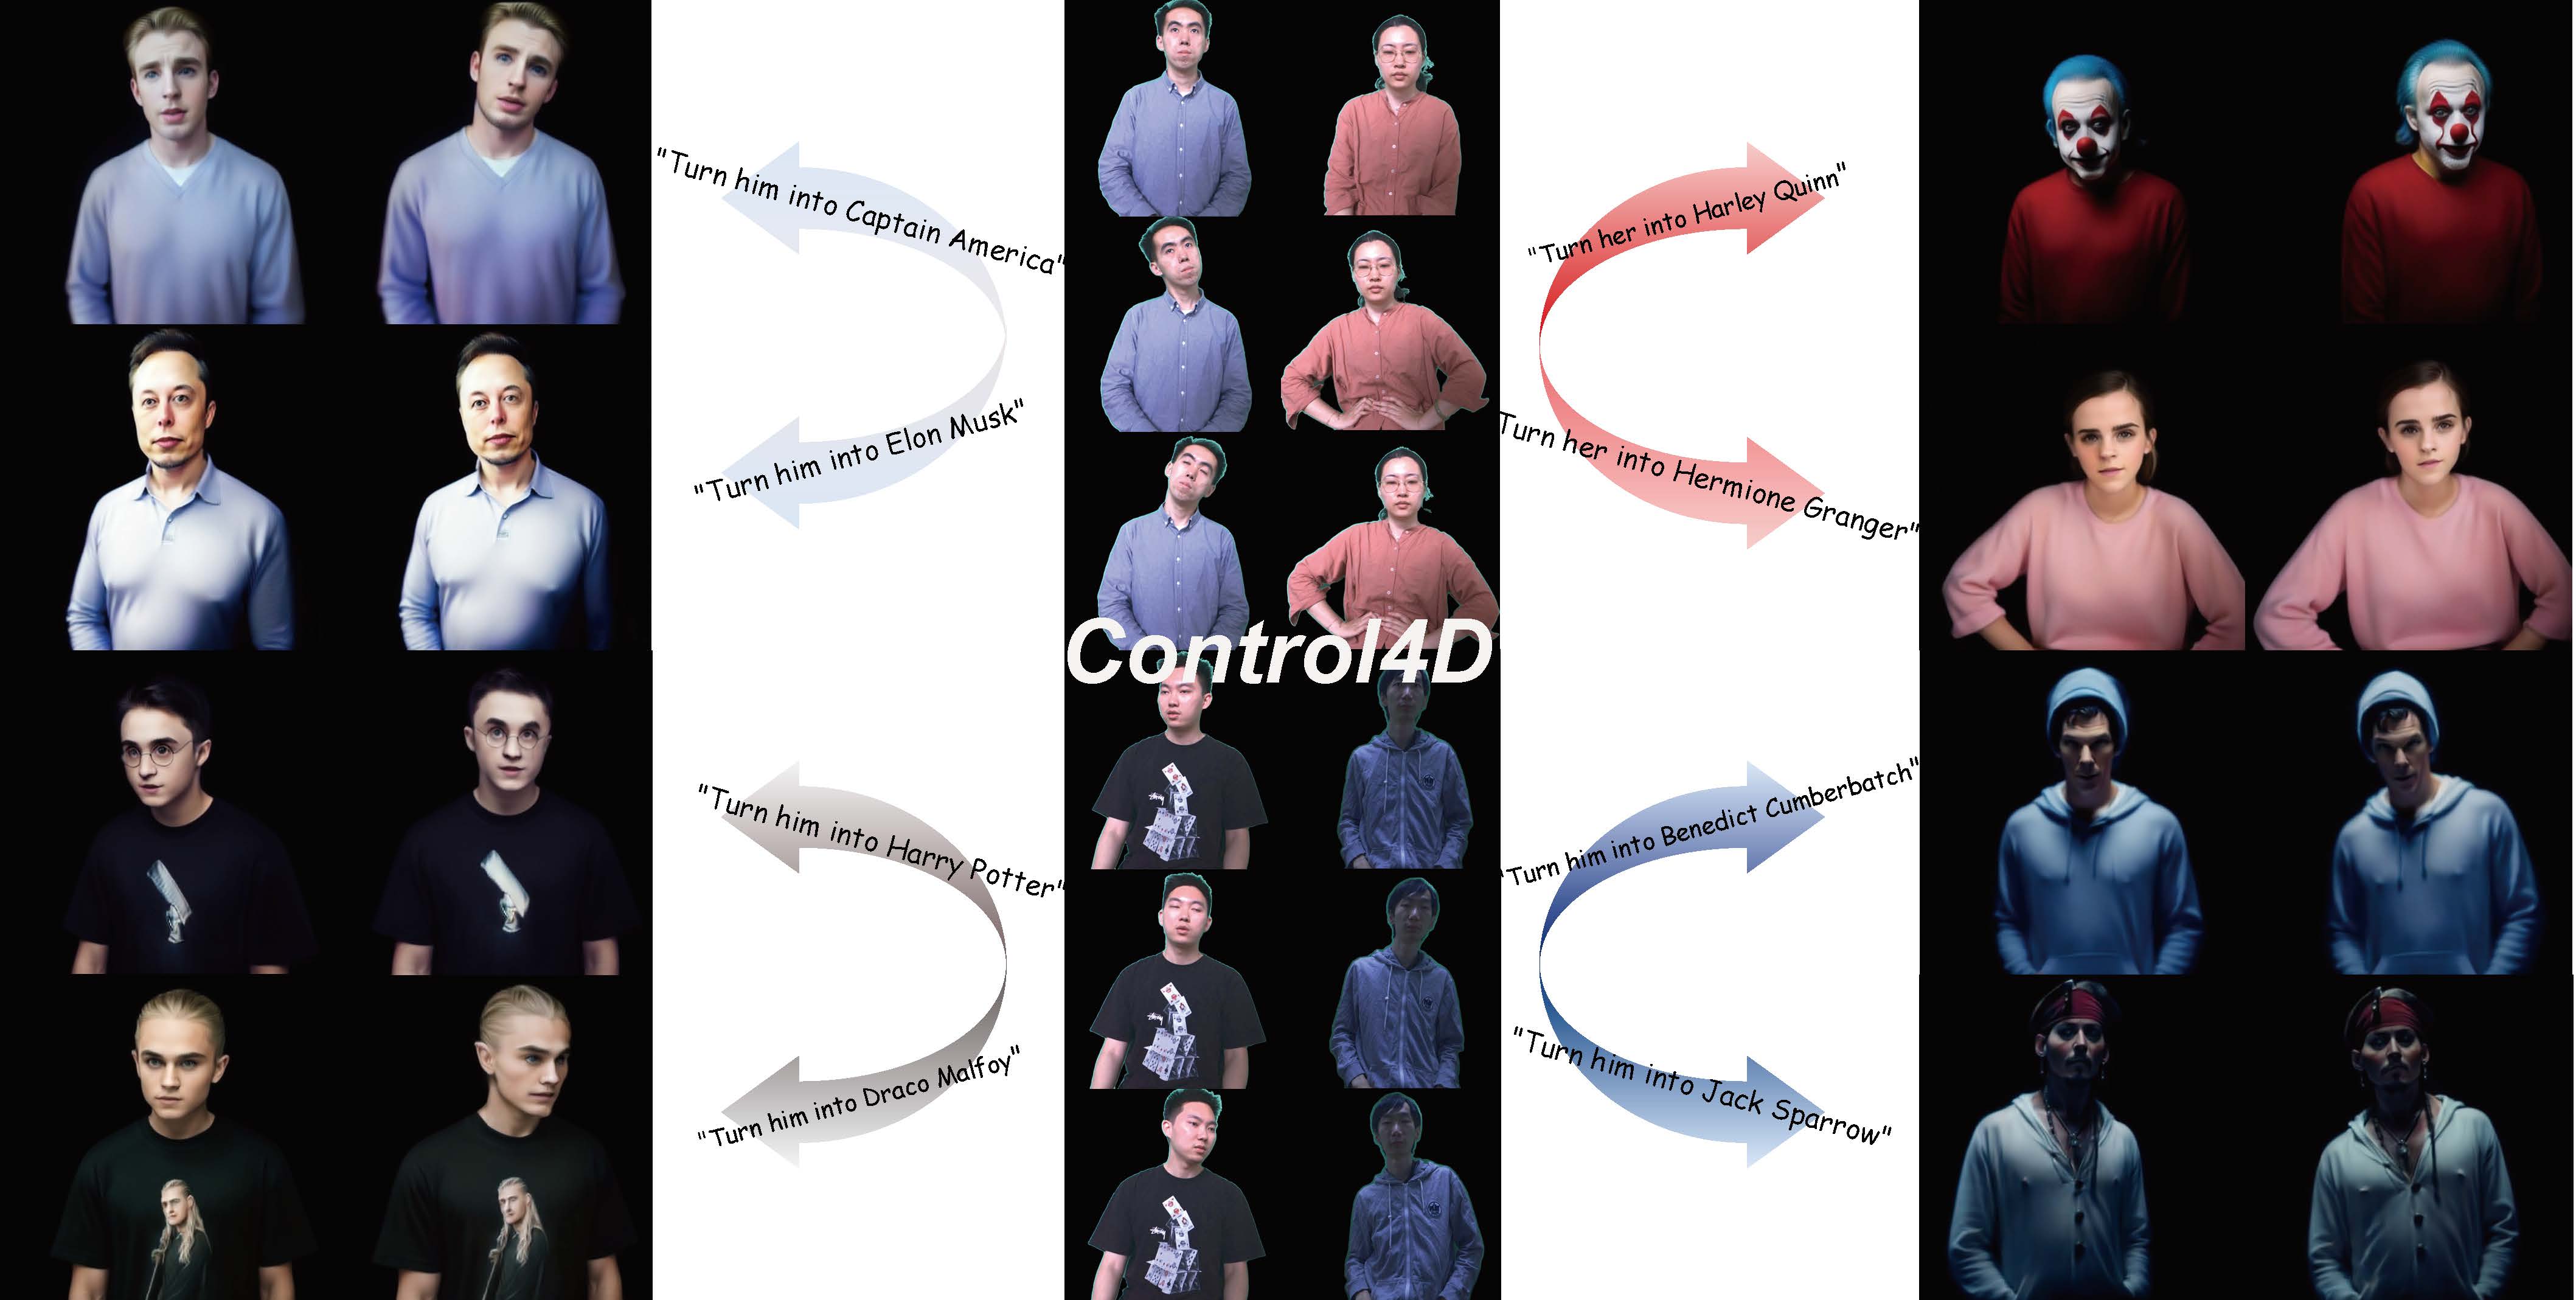 "Turn him into Captain America"
"Turn her into Harley Quinn"
"Turn him into Elon Musk"
Turn her into Hermione Granger"
Control4D
"Turn him into Harry Potter"
"Turn him into Benedict Cumberbatch"
"Turn him into Draco Malfoy"
"Turn him into Jack Sparrow"